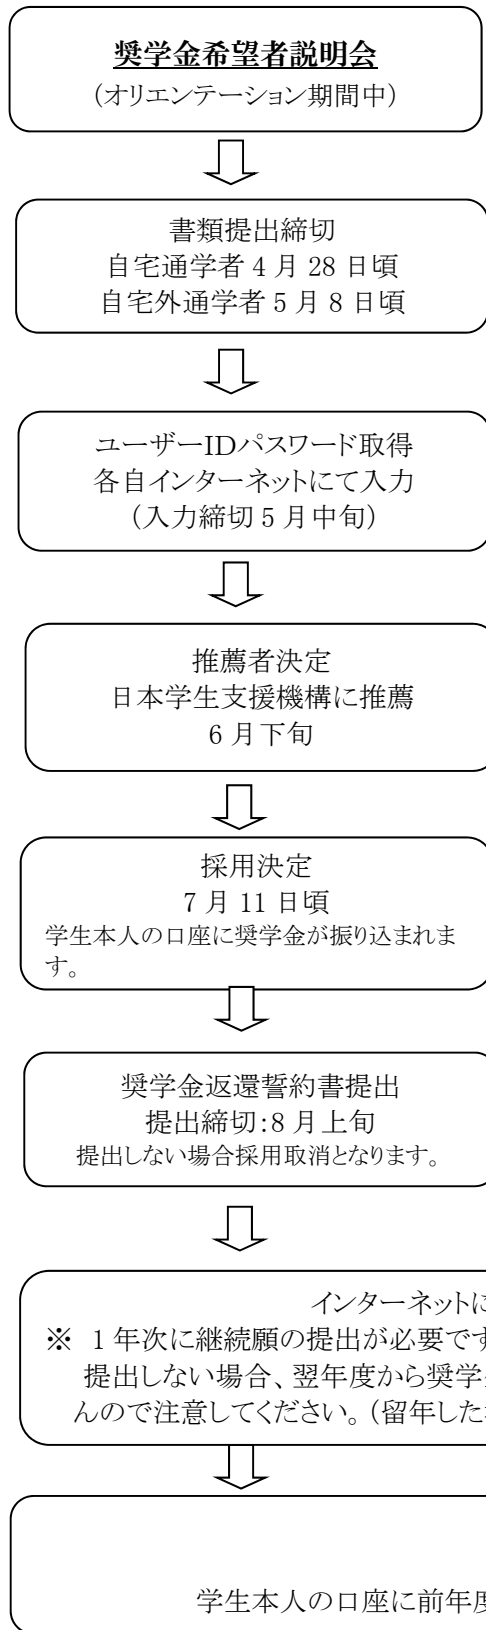 奨学金希望者説明会
（オリエンテーション期間中）
書類提出締切
自宅通学者 4 月 28 日頃
自宅外通学者 5 月 8 日頃
ユーザーIDパスワード取得
各自インターネットにて入力
（入力締切 5 月中旬）
推薦者決定
日本学生支援機構に推薦
6 月下旬
採用決定
7 月 11 日頃
学生本人の口座に奨学金が振り込まれま
す。
奨学金返還誓約書提出
提出締切：8 月上旬
提出しない場合採用取消となります。
インターネットに
※ 1 年次に継続願の提出が必要です
提出しない場合、翌年度から奨学
んので注意してください。（留年した
学生本人の口座に前年度